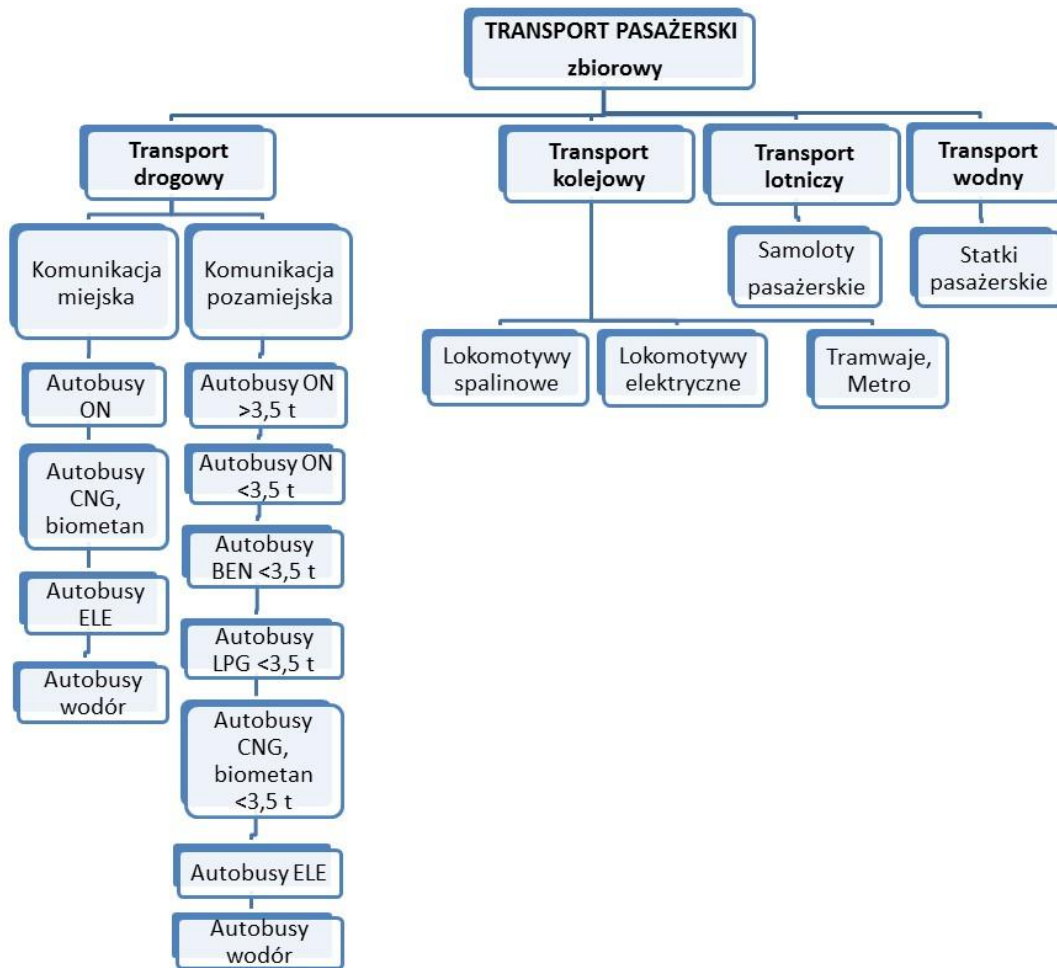 TRANSPORT PASAŻERSKI
zbiorowy
Transport
drogowy
Transport
kolejowy
Transport
lotniczy
Transport
wodny
Komunikacja
miejska
Komunikacja
pozamiejska
Samoloty
pasażerskie
Statki
pasażerskie
Lokomotywy
spalinowe
Lokomotywy
elektryczne
Tramwaje,
Metro
Autobusy
ON
Autobusy
CNG,
biometan
Autobusy
ELE
Autobusy
wodór
Autobusy ON
>3,5 t
Autobusy ON
<3,5 t
Autobusy
BEN <3,5 t
Autobusy
LPG <3,5 t
Autobusy
CNG,
biometan
<3,5 t
Autobusy ELE
Autobusy
wodór